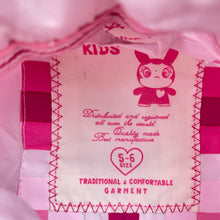 KIDS
Distributed and registered
all over the world
Quality made
Best manufacture
5-6
SIZE
TRADITIONAL & COMFORTABLE
GARMENT